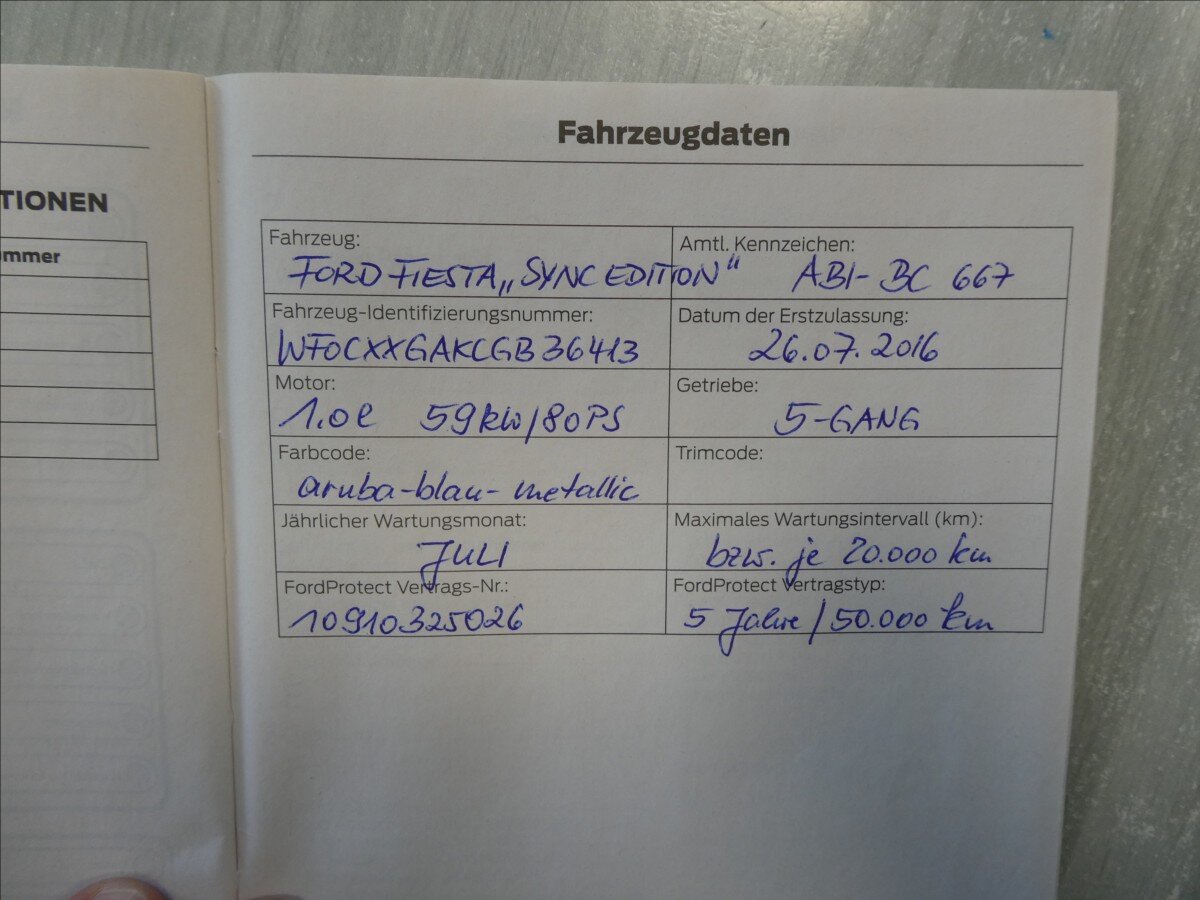 TIONEN
mmer
Fahrzeugdaten
Fahrzeug:
FORD FIESTA „SYNC EDITION“
Amtl. Kennzeichen:
ABI-BC 667
Fahrzeug-Identifizierungsnummer:
WF0CXXGAKCGB36413
Datum der Erstzulassung:
26.07.2016
Motor:
1.0l 59kW/80PS
Getriebe:
5-GANG
Farbcode:
aruba-blau-metallic
Trimcode:
Jährlicher Wartungsmonat:
JULI
Maximales Wartungsintervall (km):
bzw. je 20.000 km
FordProtect Vertrags-Nr.:
10910325026
FordProtect Vertragstyp:
5 Jahre/50.000 km